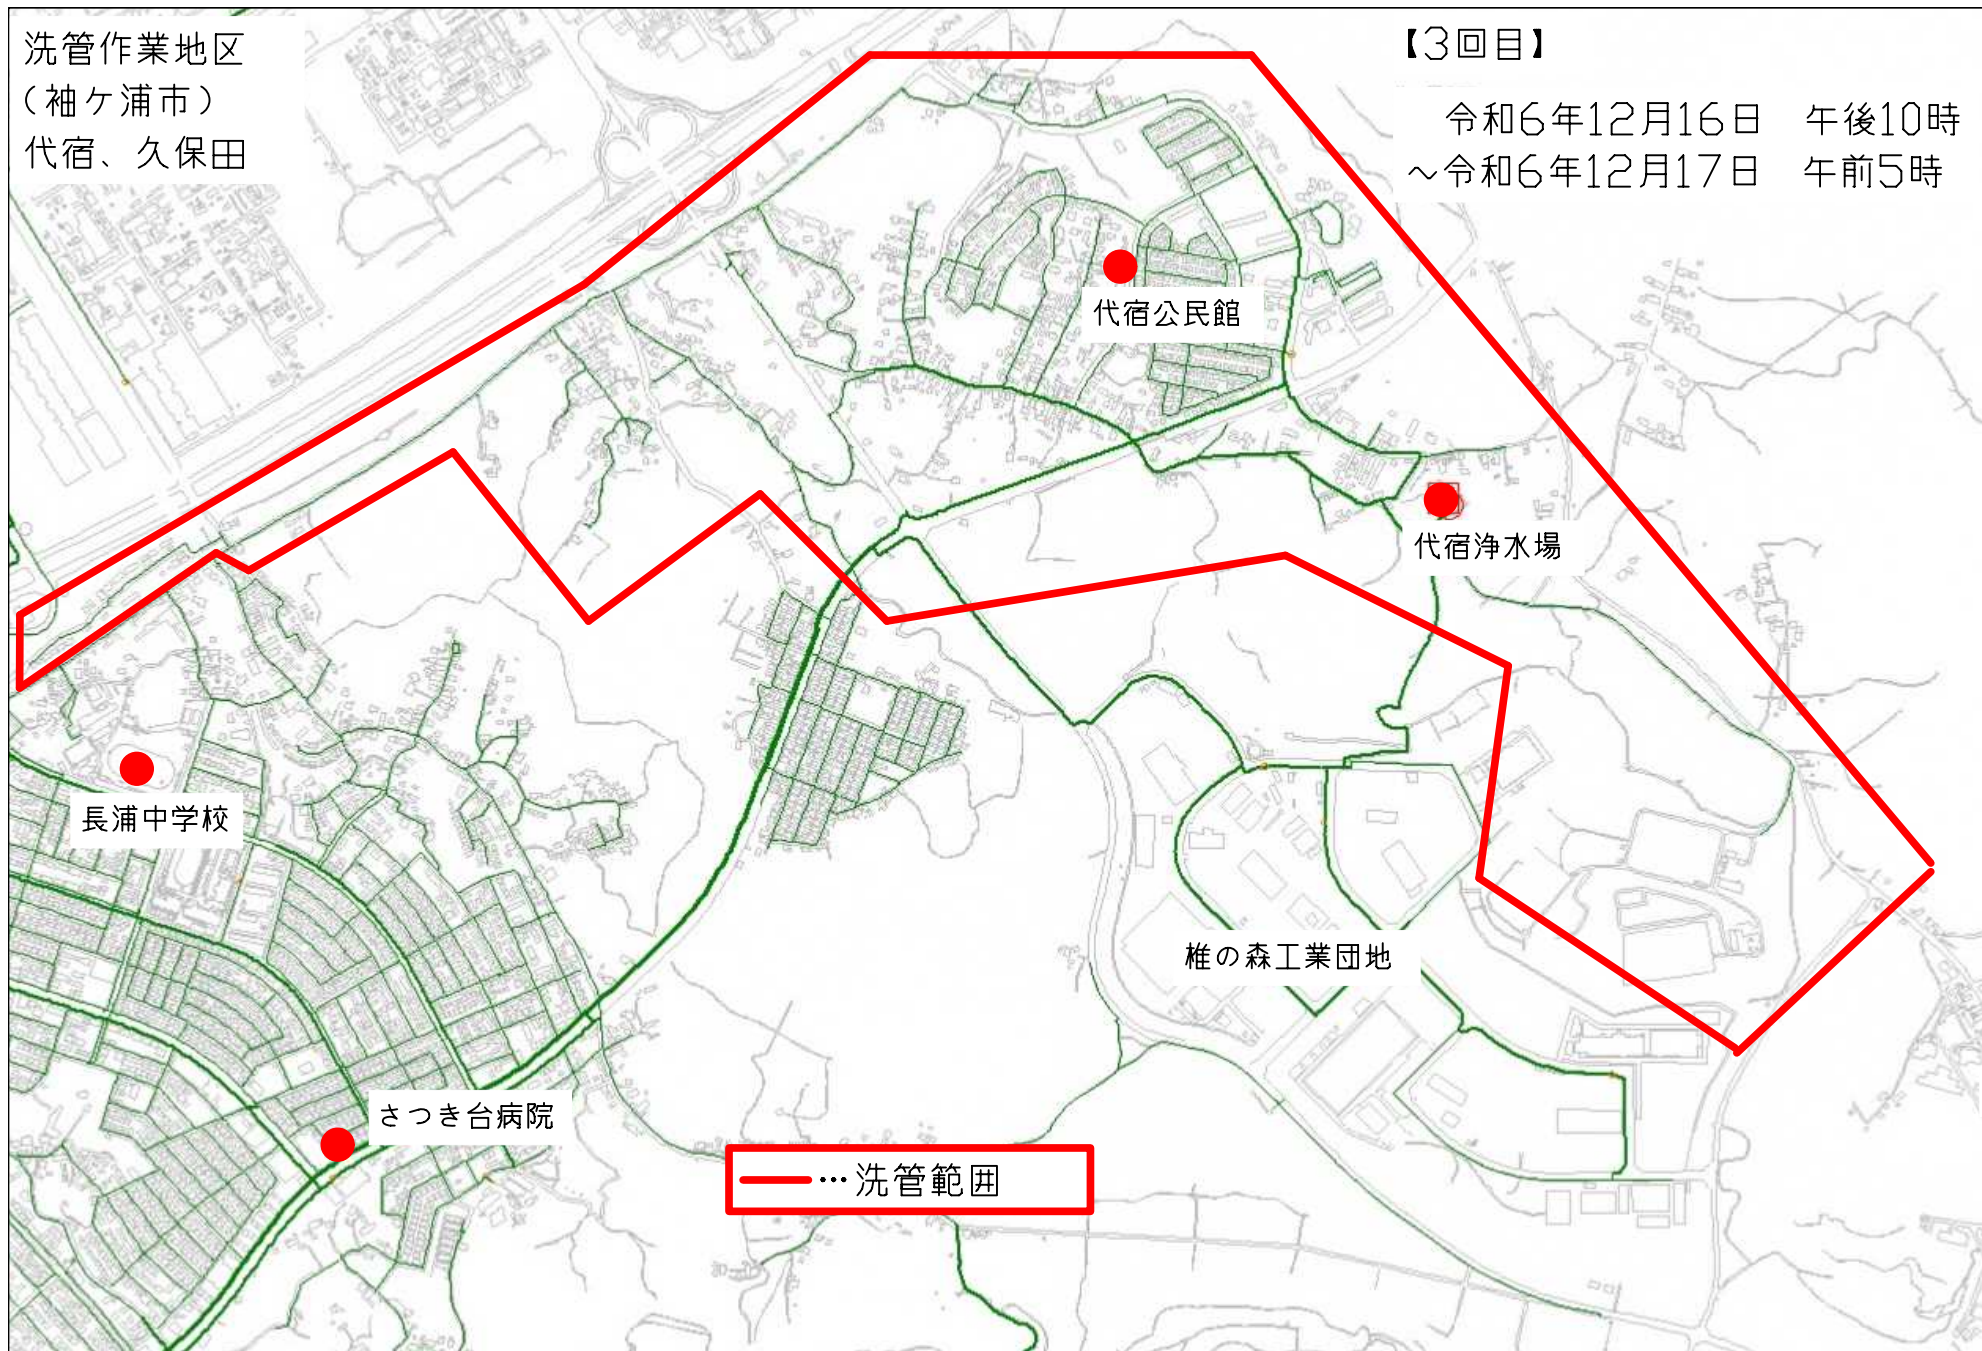 洗管作業地区
（袖ケ浦市）
代宿、久保田
【3回目】
令和6年12月16日　午後10時
～令和6年12月17日　午前5時
代宿公民館
代宿浄水場
長浦中学校
椎の森工業団地
さつき台病院
…洗管範囲